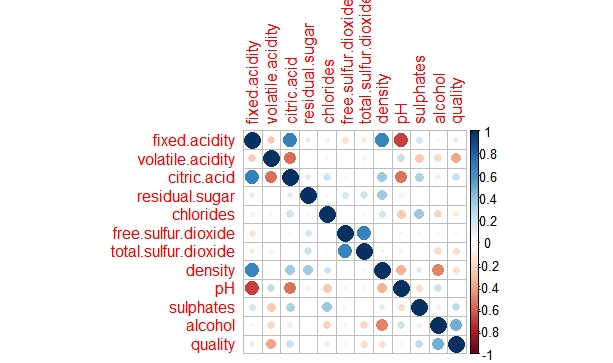 fixed.acidity
volatile.acidity
citric.acid
residual.sugar
chlorides
free.sulfur.dioxide
total.sulfur.dioxide
density
pH
sulphates
alcohol
quality
fixed.acidity
volatile.acidity
citric.acid
residual.sugar
chlorides
free.sulfur.dioxide
total.sulfur.dioxide
density
pH
sulphates
alcohol
quality
1
0.8
0.6
0.4
0.2
0
-0.2
-0.4
-0.6
-0.8
-1